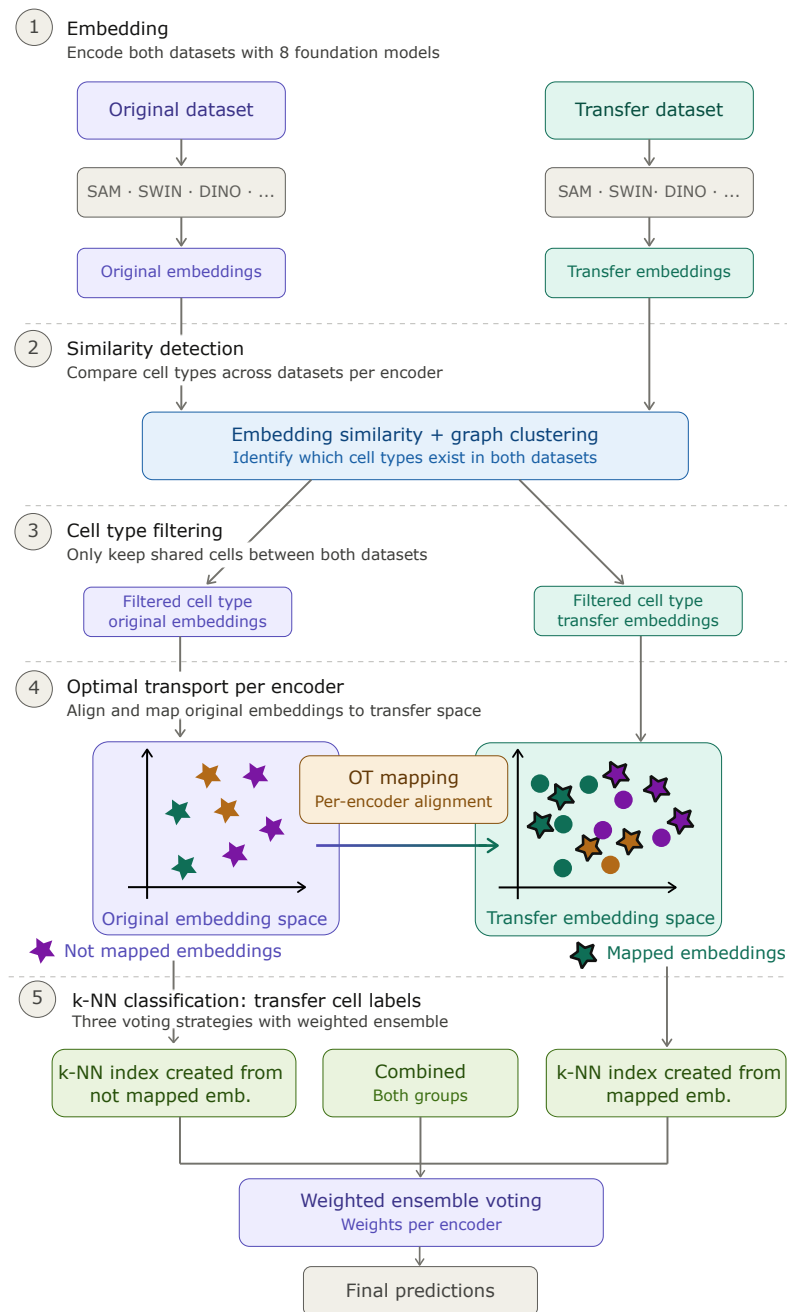 1
Embedding
Encode both datasets with 8 foundation models
Original dataset
Transfer dataset
SAM · SWIN · DINO · ...
SAM · SWIN· DINO · ...
Original embeddings
Transfer embeddings
2
Similarity detection
Compare cell types across datasets per encoder
Embedding similarity + graph clustering
Identify which cell types exist in both datasets
3
Cell type filtering
Only keep shared cells between both datasets
Filtered cell type
original embeddings
Filtered cell type
transfer embeddings
4
Optimal transport per encoder
Align and map original embeddings to transfer space
OT mapping
Per-encoder alignment
Original embedding space
Transfer embedding space
Not mapped embeddings
Mapped embeddings
5
k-NN classification: transfer cell labels
Three voting strategies with weighted ensemble
k-NN index created from
not mapped emb.
Combined
Both groups
k-NN index created from
mapped emb.
Weighted ensemble voting
Weights per encoder
Final predictions